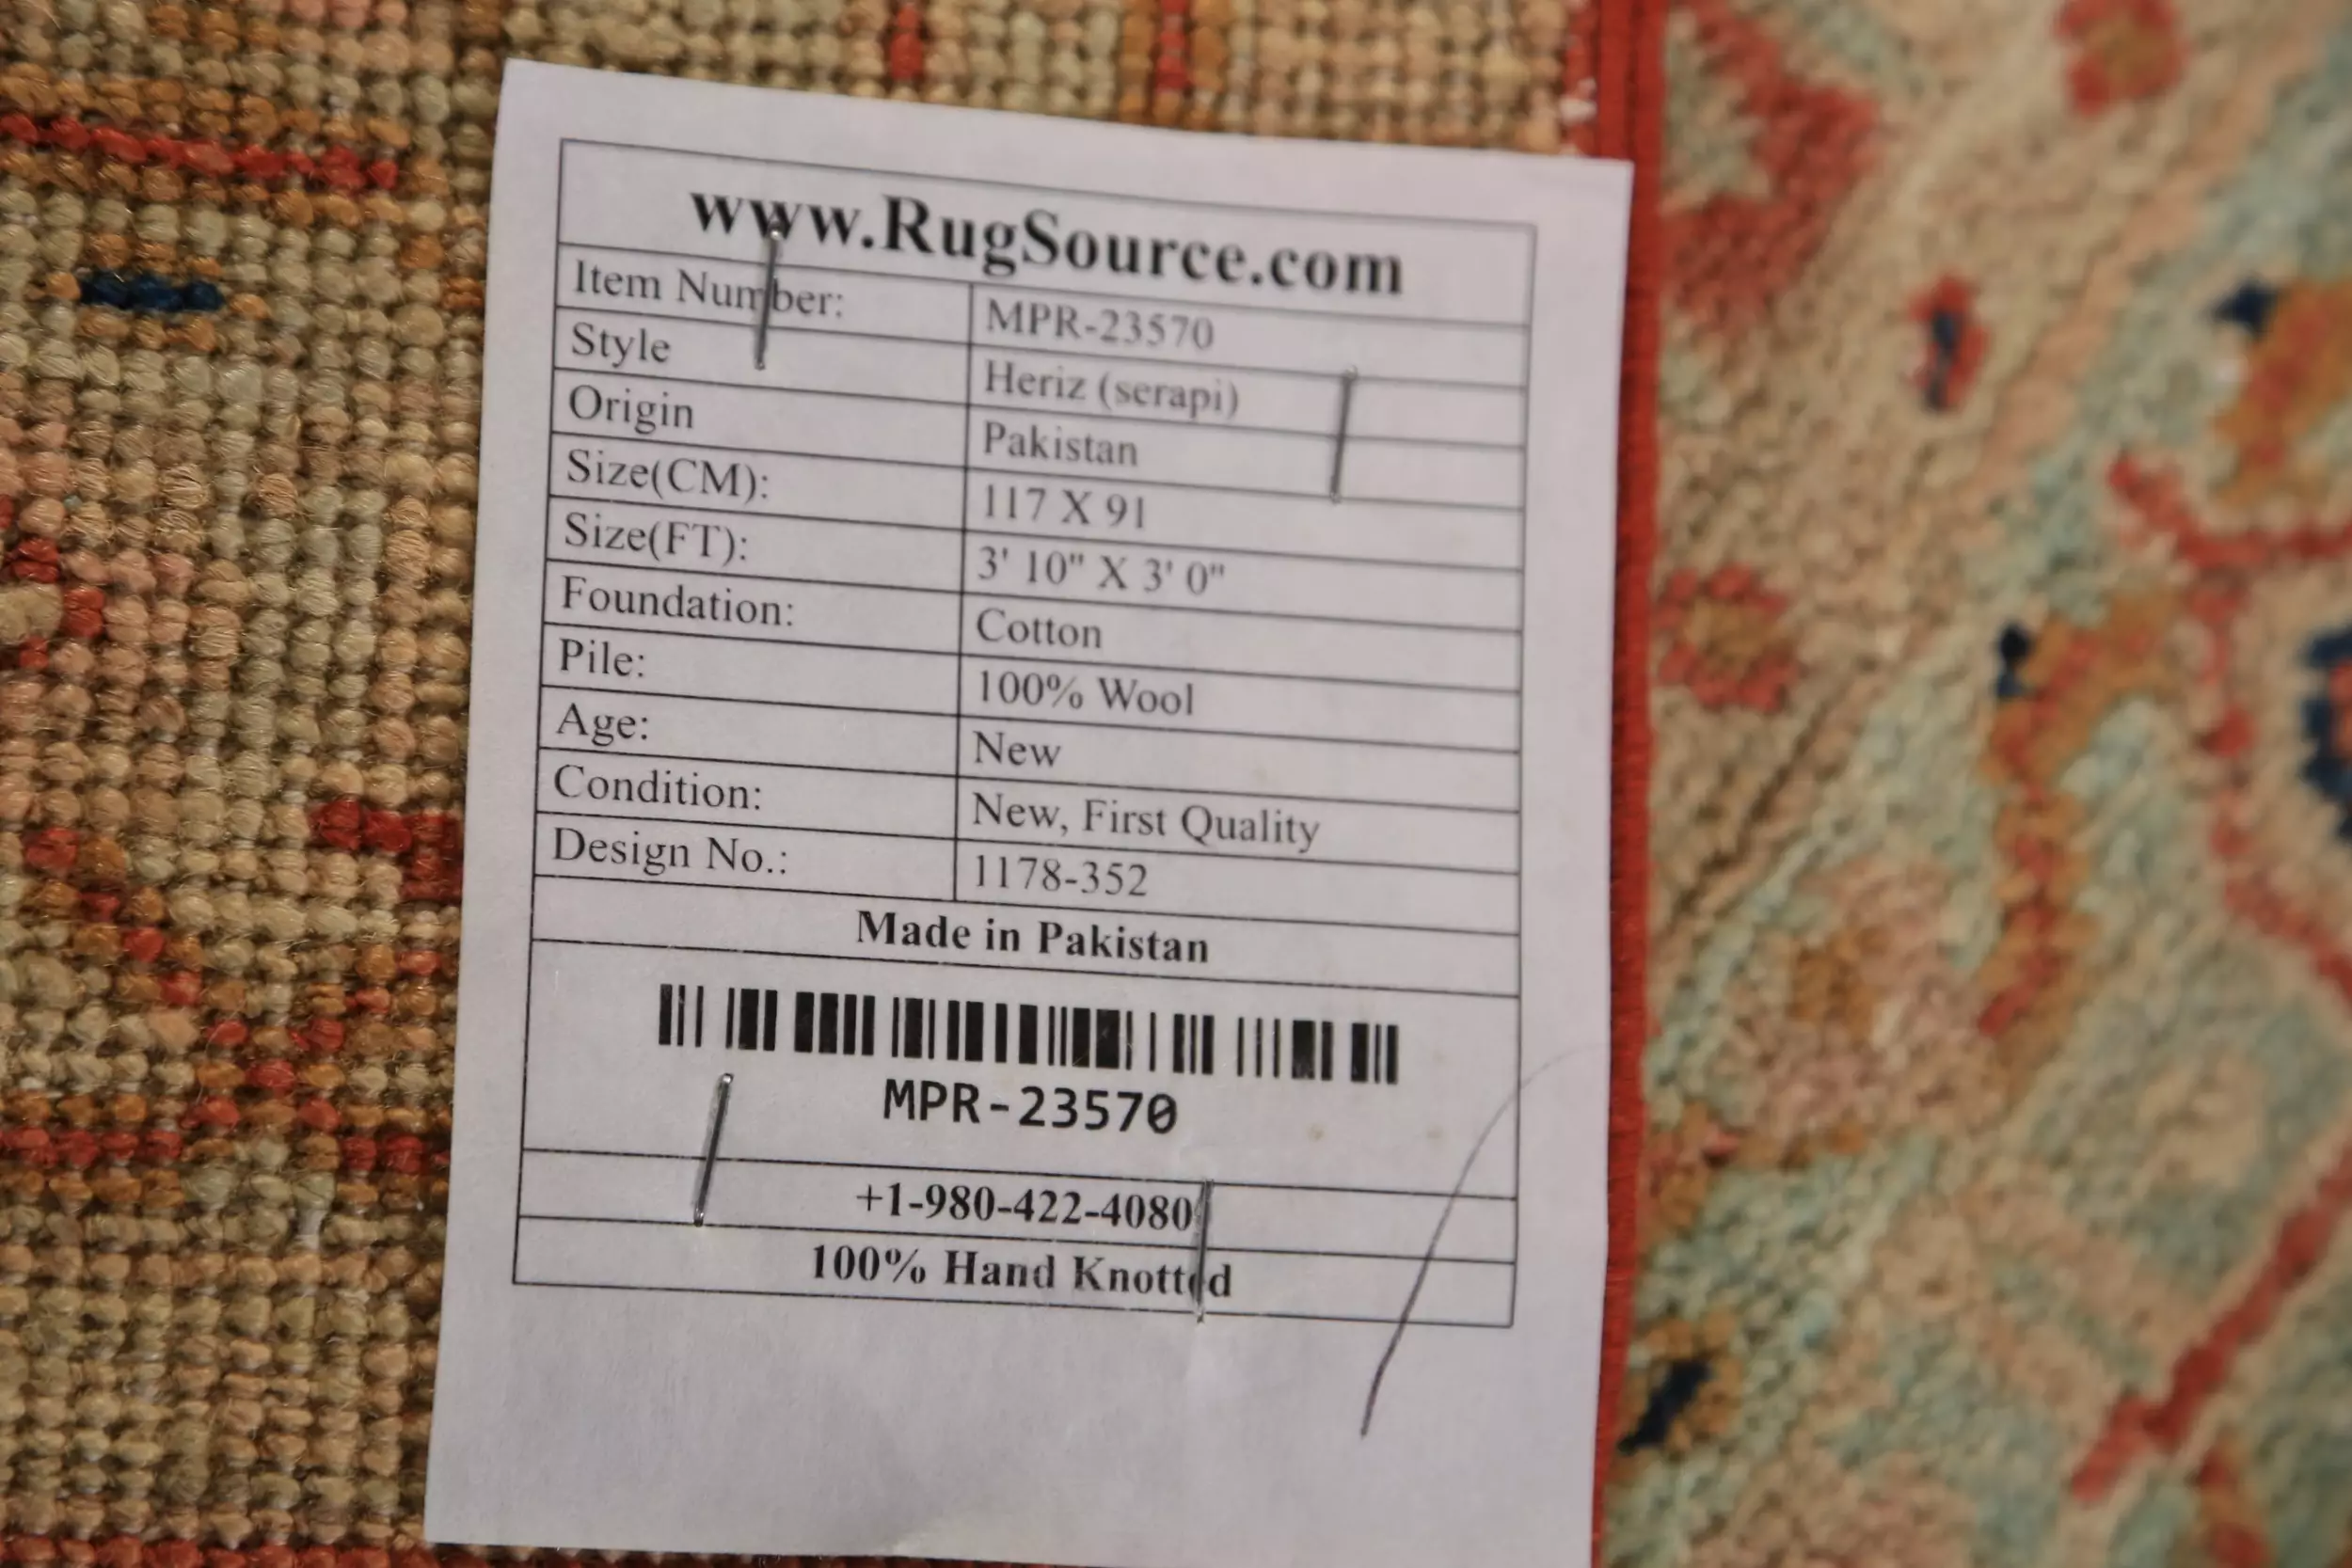 www.RugSource.com
Item Number: MPR-23570
Style Heriz (serapi)
Origin Pakistan
Size(CM): 117 X 91
Size(FT): 3' 10" X 3' 0"
Foundation: Cotton
Pile: 100% Wool
Age: New
Condition: New, First Quality
Design No.: 1178-352
Made in Pakistan
MPR-23570
+1-980-422-4080
100% Hand Knotted